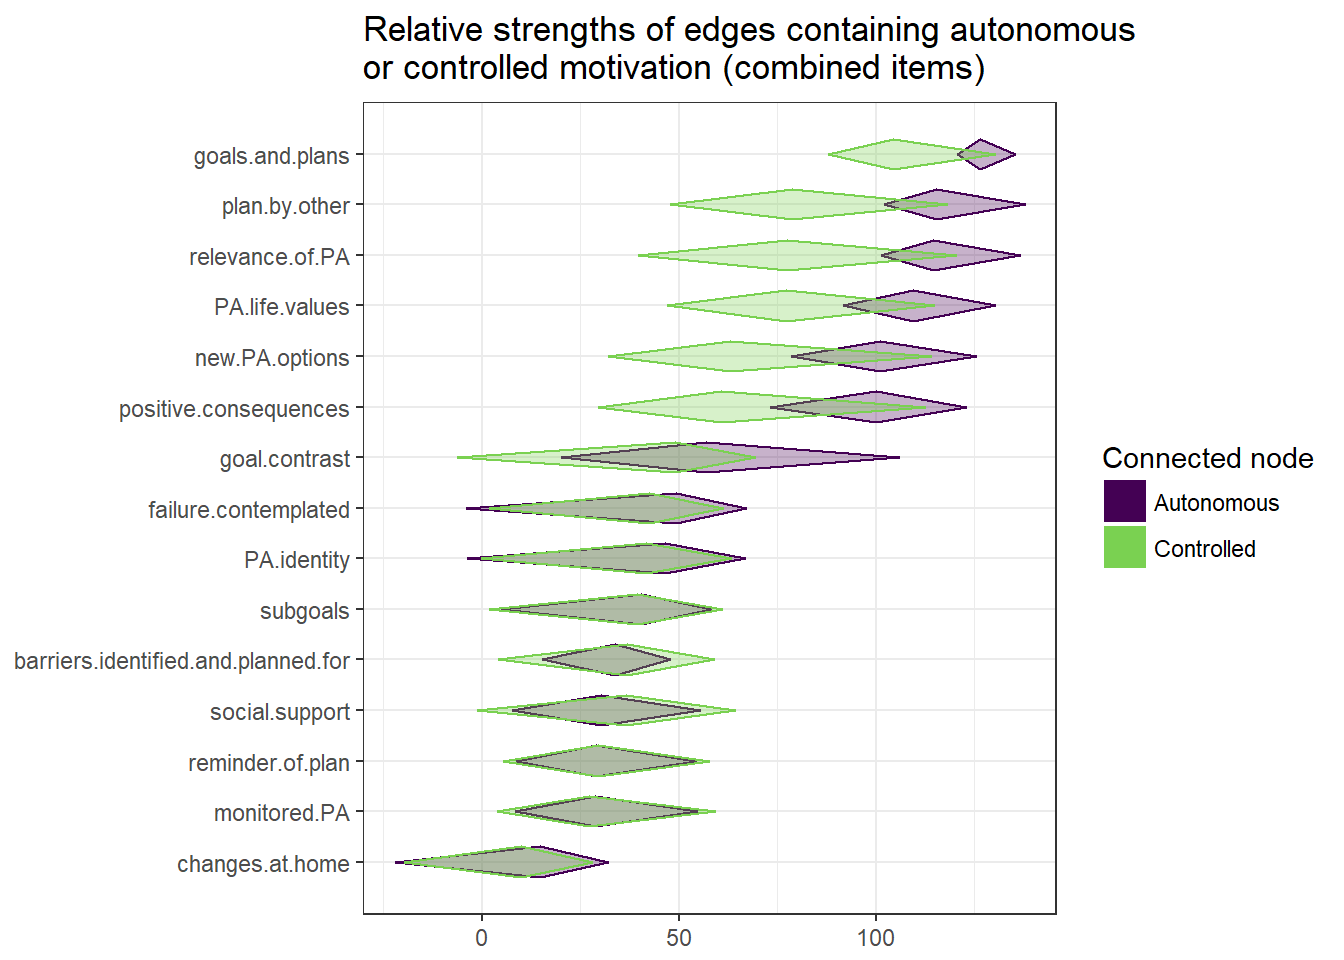 Relative strengths of edges containing autonomous
or controlled motivation (combined items)
goals.and.plans
plan.by.other
relevance.of.PA
PA.life.values
new.PA.options
positive.consequences
goal.contrast
failure.contemplated
PA.identity
subgoals
barriers.identified.and.planned.for
social.support
reminder.of.plan
monitored.PA
changes.at.home
0 50 100
Connected node
Autonomous
Controlled